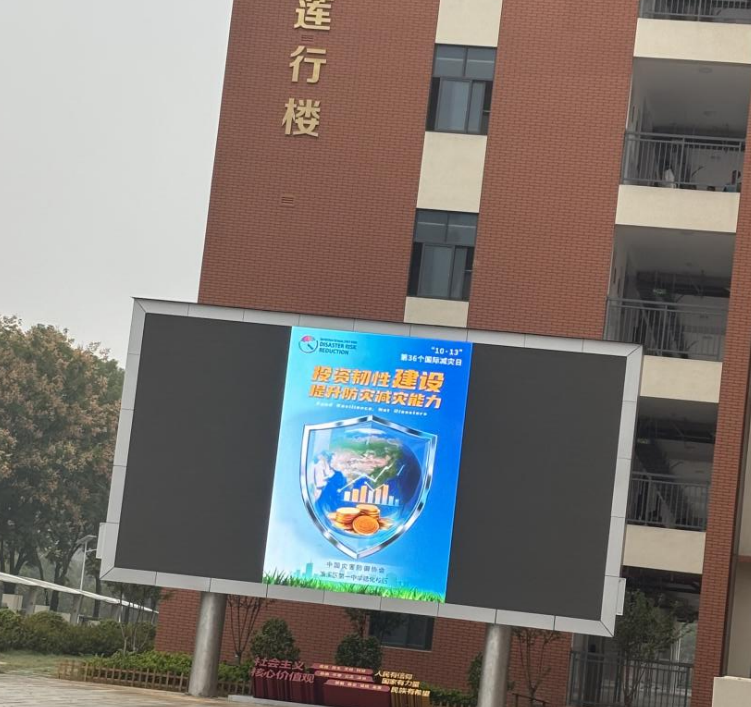 莲行楼
DISASTER RISK
REDUCTION
"10·13"
第36个国际减灾日
投资韧性建设
提升防灾减灾能力
Fund Resilience, Not Disasters
中国灾害防御协会
社会主义
核心价值观
人民有信仰
国家有力量
民族有希望